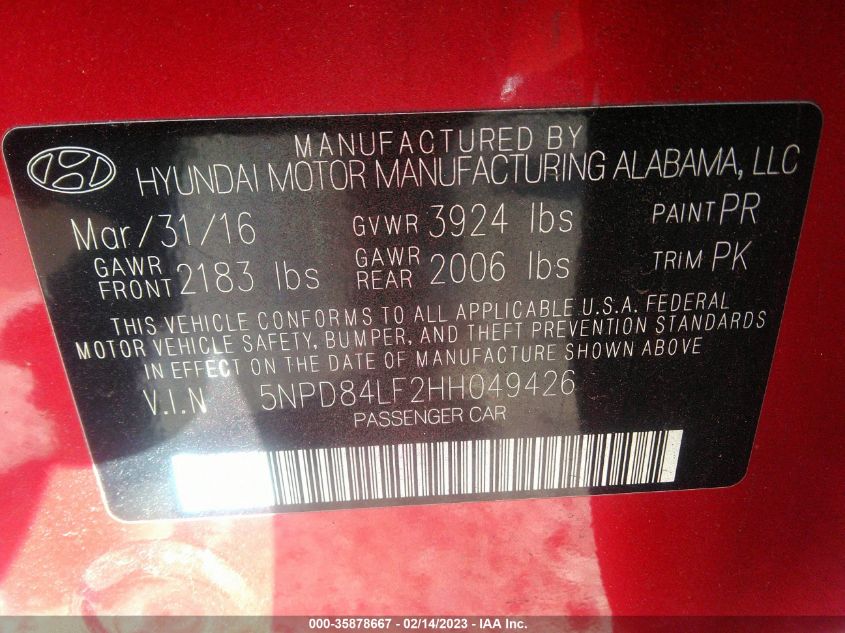 MANUFACTURED BY
HYUNDAI MOTOR MANUFACTURING ALABAMA, LLC
Mar/31/16 GVWR 3924 lbs PAINT PR
GAWR FRONT 2183 lbs GAWR REAR 2006 lbs TRIM PK
THIS VEHICLE CONFORMS TO ALL APPLICABLE U.S.A. FEDERAL
MOTOR VEHICLE SAFETY, BUMPER, AND THEFT PREVENTION STANDARDS
IN EFFECT ON THE DATE OF MANUFACTURE SHOWN ABOVE
V.I.N 5NPD84LF2HH049426
PASSENGER CAR
000-35878667 - 02/14/2023 - IAA Inc.